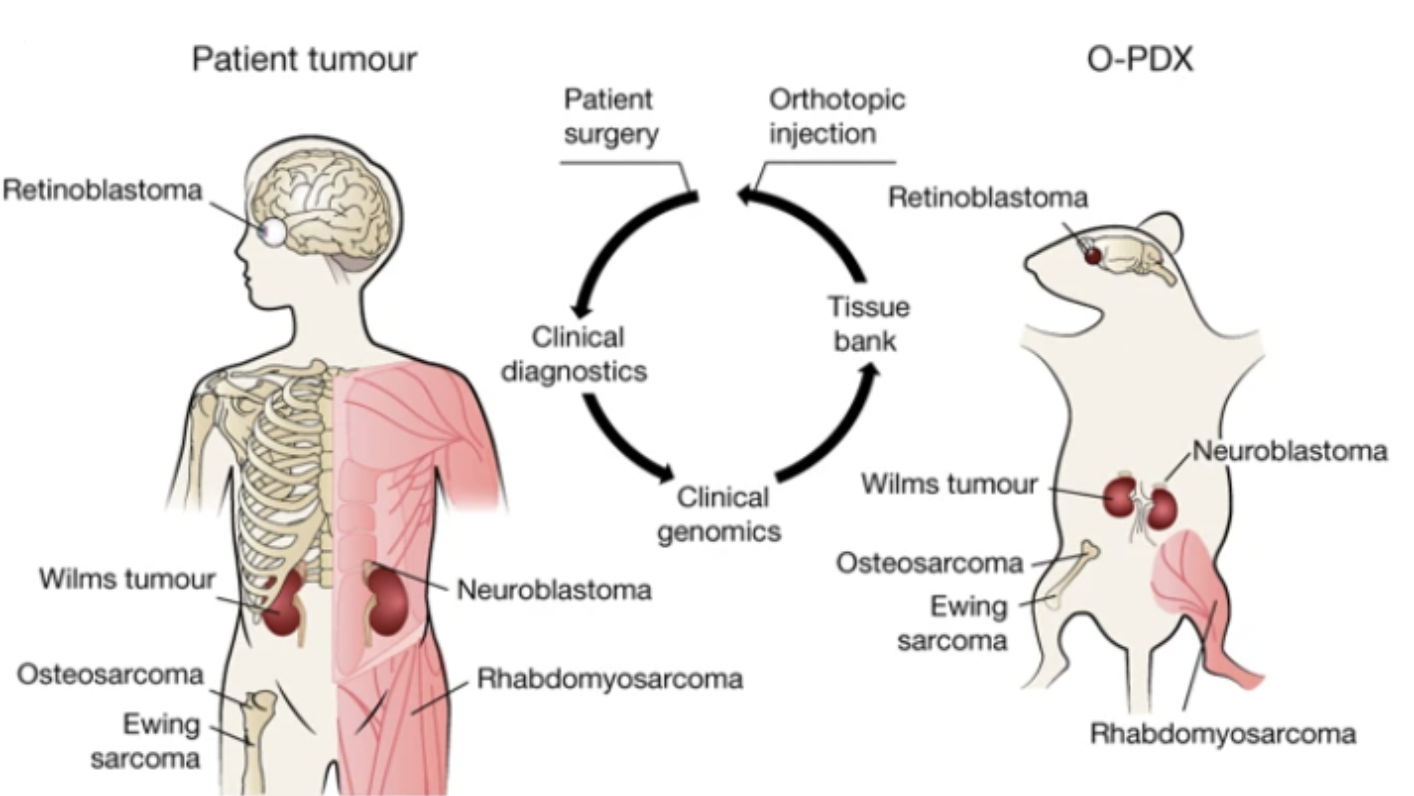 Patient tumour
O-PDX
Patient
surgery
Orthotopic
injection
Retinoblastoma
Retinoblastoma
Clinical
diagnostics
Tissue
bank
Clinical
genomics
Wilms tumour
Neuroblastoma
Osteosarcoma
Ewing
sarcoma
Rhabdomyosarcoma
Neuroblastoma
Wilms tumour
Osteosarcoma
Ewing
sarcoma
Rhabdomyosarcoma